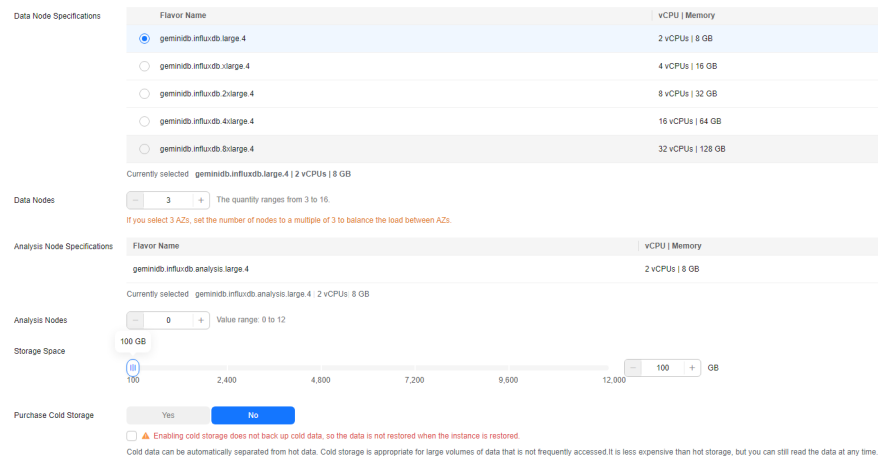 Data Node Specifications
Flavor Name vCPU | Memory
geminidb.influxdb.large.4 2 vCPUs | 8 GB
geminidb.influxdb.xlarge.4 4 vCPUs | 16 GB
geminidb.influxdb.2xlarge.4 8 vCPUs | 32 GB
geminidb.influxdb.4xlarge.4 16 vCPUs | 64 GB
geminidb.influxdb.8xlarge.4 32 vCPUs | 128 GB
Currently selected geminidb.influxdb.large.4 | 2 vCPUs | 8 GB
Data Nodes − 3 + The quantity ranges from 3 to 16.
If you select 3 AZs, set the number of nodes to a multiple of 3 to balance the load between AZs.
Analysis Node Specifications Flavor Name vCPU | Memory
geminidb.influxdb.analysis.large.4 2 vCPUs | 8 GB
Currently selected geminidb.influxdb.analysis.large.4 | 2 vCPUs: 8 GB
Analysis Nodes − 0 + Value range: 0 to 12
100 GB
Storage Space
− 100 + GB
100 2,400 4,800 7,200 9,600 12,000
Purchase Cold Storage Yes No
Enabling cold storage does not back up cold data, so the data is not restored when the instance is restored.
Cold data can be automatically separated from hot data. Cold storage is appropriate for large volumes of data that is not frequently accessed.It is less expensive than hot storage, but you can still read the data at any time.